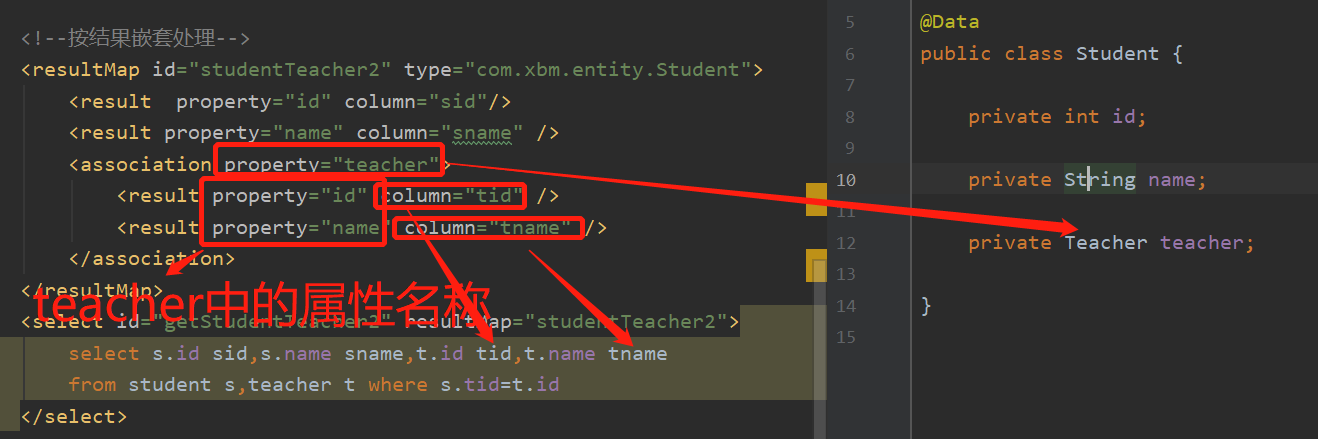 <!--按结果嵌套处理-->
<resultMap id="studentTeacher2" type="com.xbm.entity.Student">
<result  property="id" column="sid"/>
<result property="name" column="sname" />
<association property="teacher">
<result property="id" column="tid" />
<result property="name" column="tname" />
</association>
</resultMap>
teacher中的属性名称
<select id="getStudentTeacher2" resultMap="studentTeacher2">
select s.id sid,s.name sname,t.id tid,t.name tname
from student s,teacher t where s.tid=t.id
</select>
5 @Data
6 public class Student {
7
8 private int id;
9
10 private String name;
11
12 private Teacher teacher;
13
14 }
15